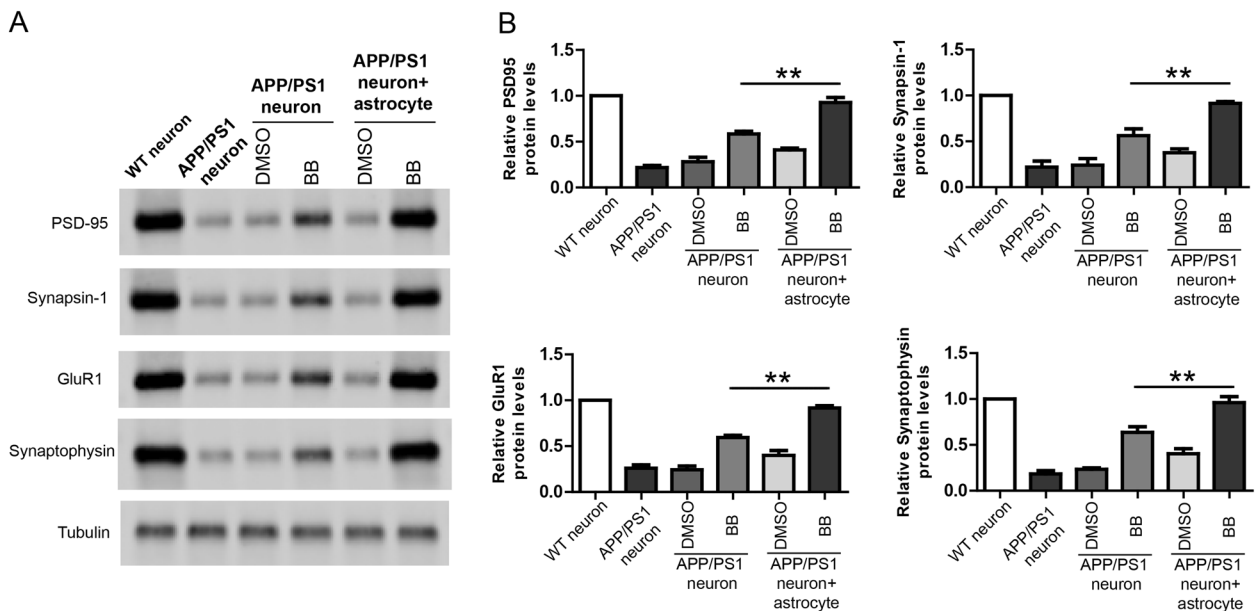 A
WT neuron
APP/PS1
neuron
APP/PS1
neuron
DMSO
BB
APP/PS1
neuron+
astrocyte
DMSO
BB
PSD-95
Synapsin-1
GluR1
Synaptophysin
Tubulin
B
Relative PSD95
protein levels
1.5
1.0
0.5
0.0
**
WT neuron
APP/PS1
neuron
DMSO
BB
DMSO
BB
APP/PS1
neuron
APP/PS1
neuron+
astrocyte
Relative Synapsin-1
protein levels
1.5
1.0
0.5
0.0
**
WT neuron
APP/PS1
neuron
DMSO
BB
DMSO
BB
APP/PS1
neuron
APP/PS1
neuron+
astrocyte
Relative GluR1
protein levels
1.5
1.0
0.5
0.0
**
WT neuron
APP/PS1
neuron
DMSO
BB
DMSO
BB
APP/PS1
neuron
APP/PS1
neuron+
astrocyte
Relative Synaptophysin
protein levels
1.5
1.0
0.5
0.0
**
WT neuron
APP/PS1
neuron
DMSO
BB
DMSO
BB
APP/PS1
neuron
APP/PS1
neuron+
astrocyte